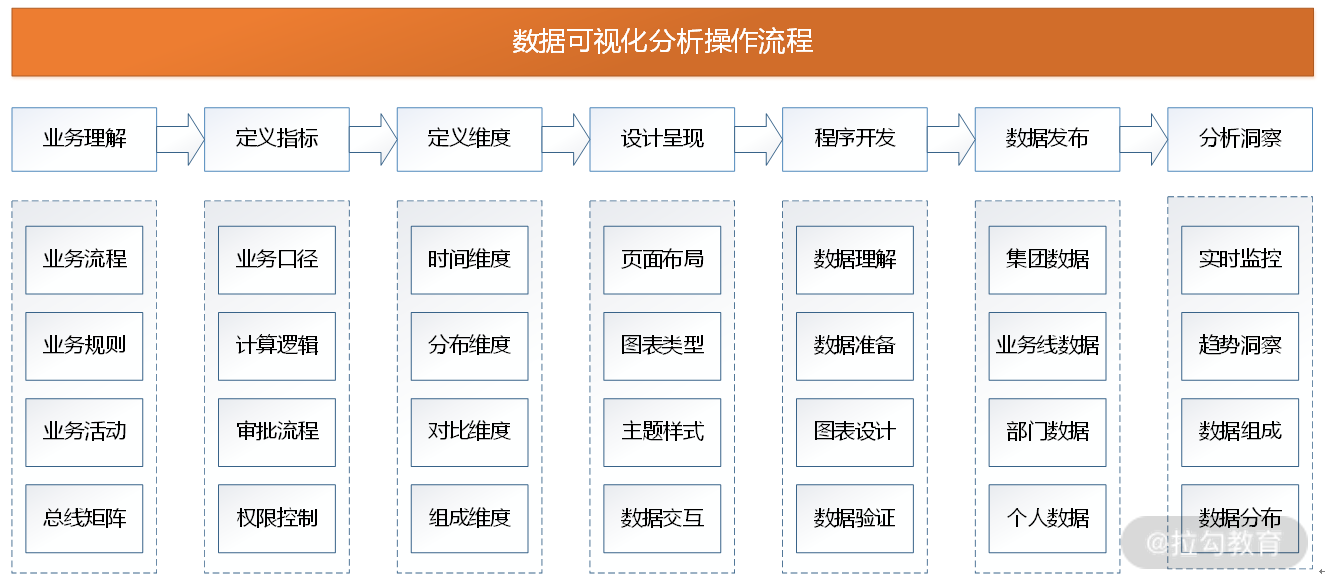 数据可视化分析操作流程
业务理解
定义指标
定义维度
设计呈现
程序开发
数据发布
分析洞察
业务流程
业务口径
时间维度
页面布局
数据理解
集团数据
实时监控
业务规则
计算逻辑
分布维度
图表类型
数据准备
业务线数据
趋势洞察
业务活动
审批流程
对比维度
主题样式
图表设计
部门数据
数据组成
总线矩阵
权限控制
组成维度
数据交互
数据验证
个人数据
数据分布
@拉勾教育